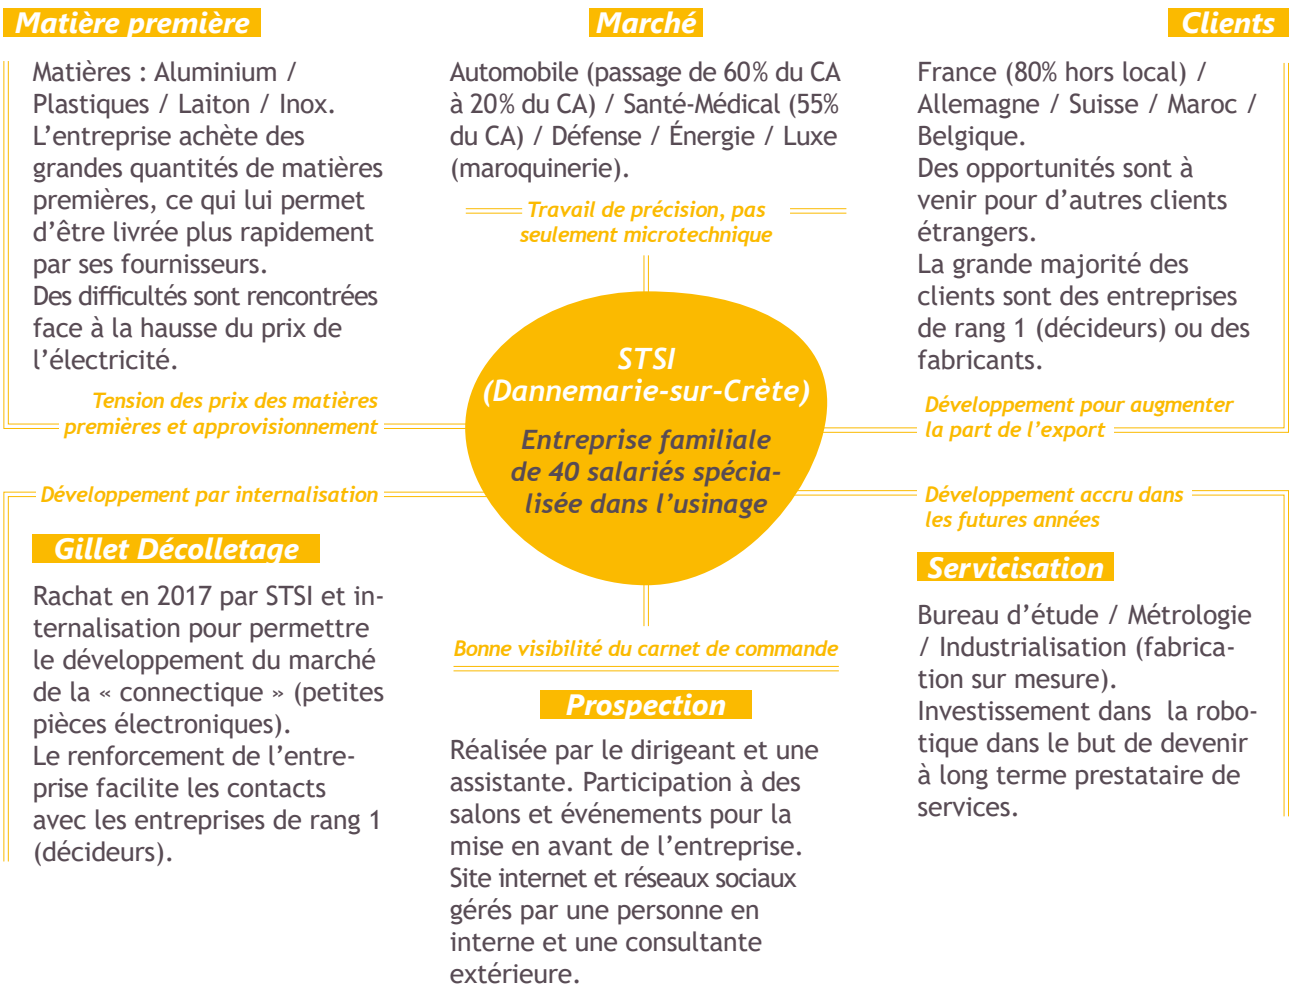 Matière première
Matières : Aluminium /
Plastiques / Laiton / Inox.
L’entreprise achète des
grandes quantités de matières
premières, ce qui lui permet
d’être livrée plus rapidement
par ses fournisseurs.
Des difficultés sont rencontrées
face à la hausse du prix de
l’électricité.
Tension des prix des matières
premières et approvisionnement
Marché
Automobile (passage de 60% du CA
à 20% du CA) / Santé-Médical (55%
du CA) / Défense / Énergie / Luxe
(maroquinerie).
Travail de précision, pas
seulement microtechnique
Clients
France (80% hors local) /
Allemagne / Suisse / Maroc /
Belgique.
Des opportunités sont à
venir pour d’autres clients
étrangers.
La grande majorité des
clients sont des entreprises
de rang 1 (décideurs) ou des
fabricants.
Développement pour augmenter
la part de l’export
STSI
(Dannemarie-sur-Crète)
Entreprise familiale
de 40 salariés spécia-
lisée dans l’usinage
Développement par internalisation
Gillet Décolletage
Rachat en 2017 par STSI et in-
ternalisation pour permettre
le développement du marché
de la « connectique » (petites
pièces électroniques).
Le renforcement de l’entre-
prise facilite les contacts
avec les entreprises de rang 1
(décideurs).
Bonne visibilité du carnet de commande
Prospection
Réalisée par le dirigeant et une
assistante. Participation à des
salons et événements pour la
mise en avant de l’entreprise.
Site internet et réseaux sociaux
gérés par une personne en
interne et une consultante
extérieure.
Développement accru dans
les futures années
Servicisation
Bureau d’étude / Métrologie
/ Industrialisation (fabrica-
tion sur mesure).
Investissement dans  la robo-
tique dans le but de devenir
à long terme prestataire de
services.